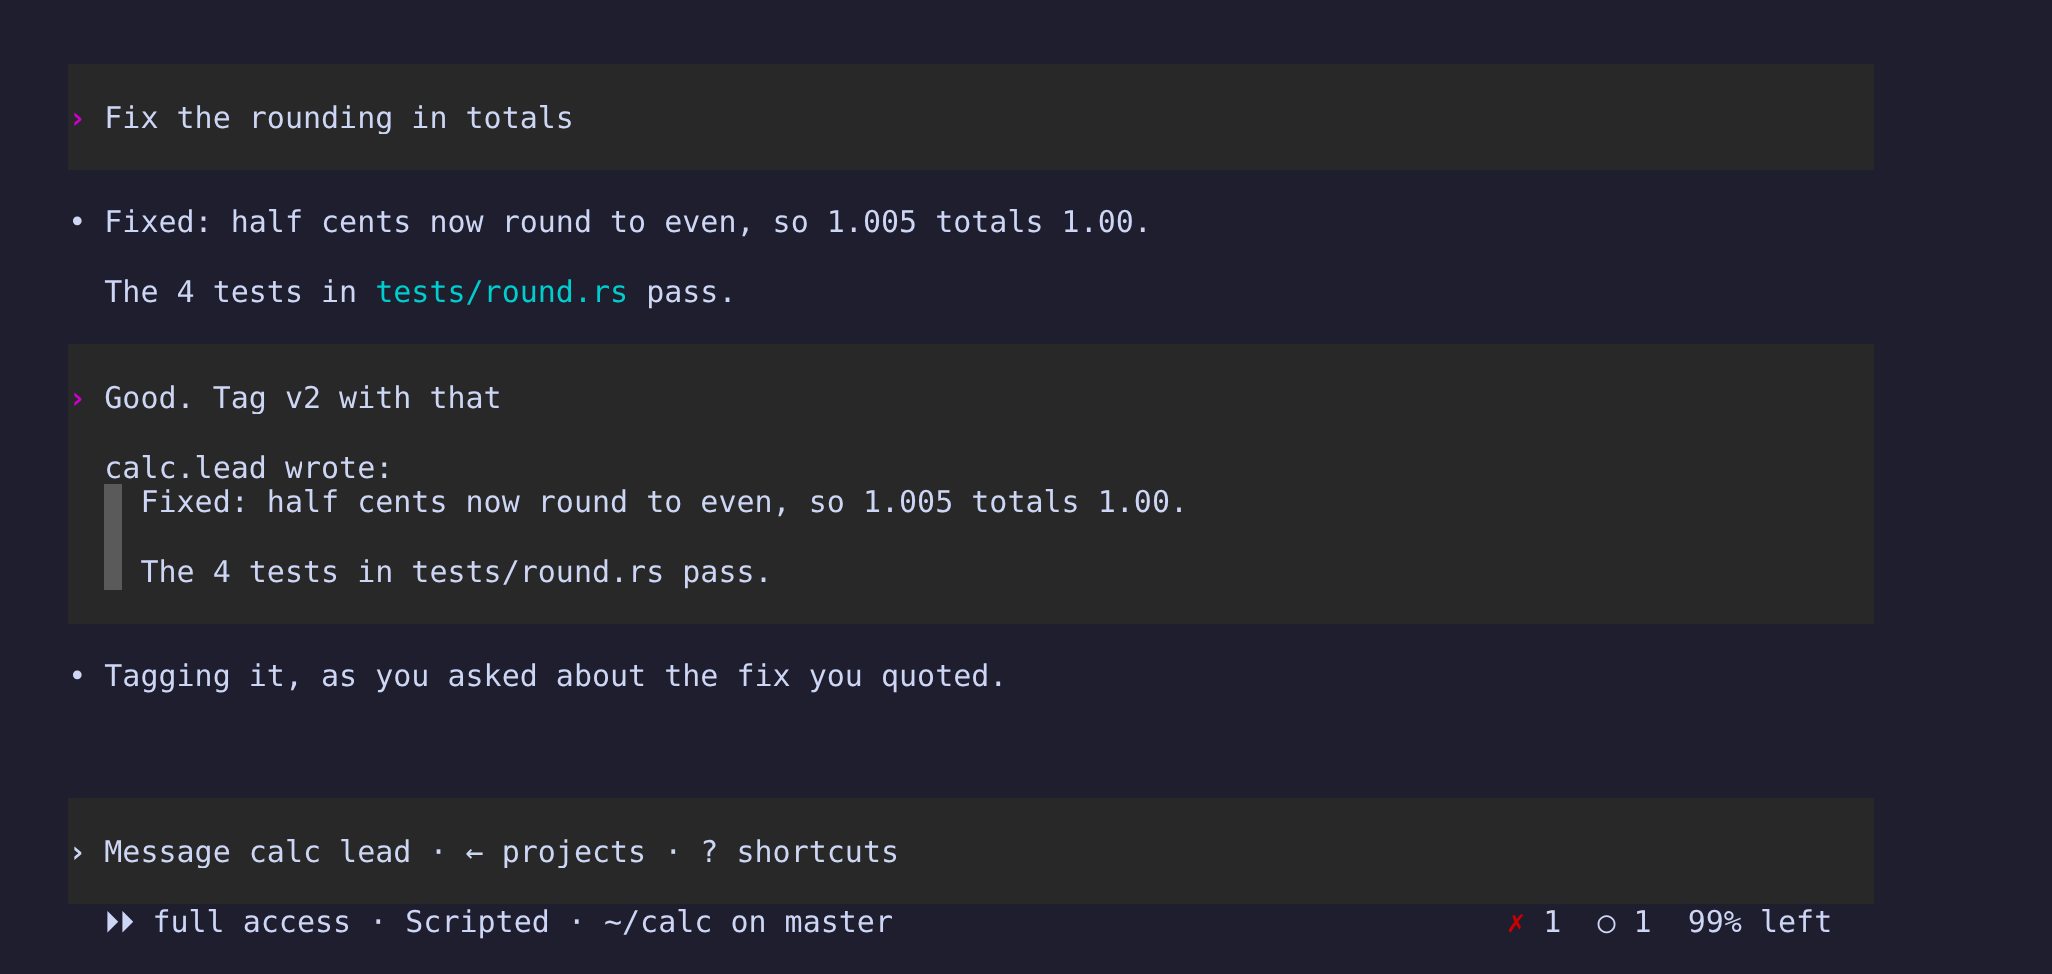 › Fix the rounding in totals
• Fixed: half cents now round to even, so 1.005 totals 1.00.
The 4 tests in tests/round.rs pass.
› Good. Tag v2 with that
calc.lead wrote:
Fixed: half cents now round to even, so 1.005 totals 1.00.
The 4 tests in tests/round.rs pass.
• Tagging it, as you asked about the fix you quoted.
› Message calc lead · ← projects · ? shortcuts
⏵⏵ full access · Scripted · ~/calc on master ✗ 1 ○ 1 99% left